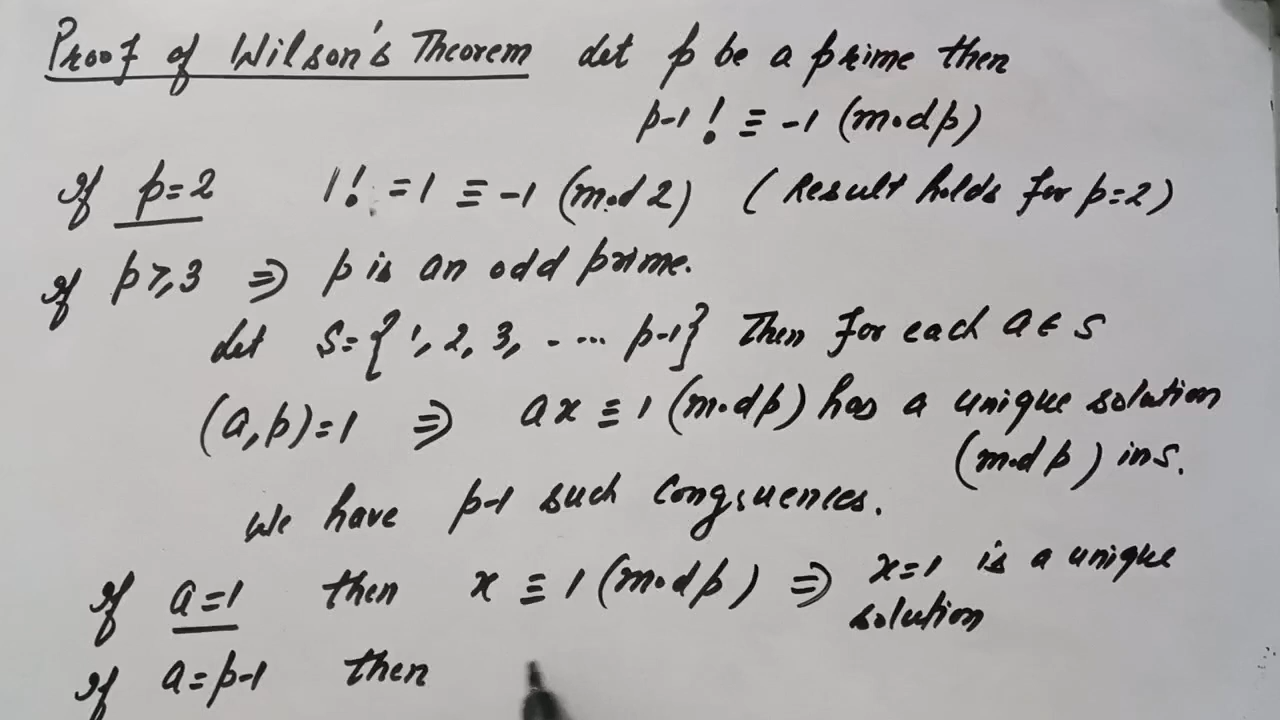 Proof of Wilson's Theorem Let p be a prime then
p-1 ! ≡ -1 (mod p)
If p=2 1! = 1 ≡ -1 (mod 2) (Result holds for p=2)
If p⩾3 ⇒ p is an odd prime.
Let S={1, 2, 3, - ... p-1} Then for each a ∈ S
(a,p)=1 ⇒ ax ≡ 1 (mod p) has a unique solution
(mod p) in S.
We have p-1 such congruences.
If a=1 then x ≡ 1 (mod p) ⇒ x=1 is a unique
solution
If a=p-1 then